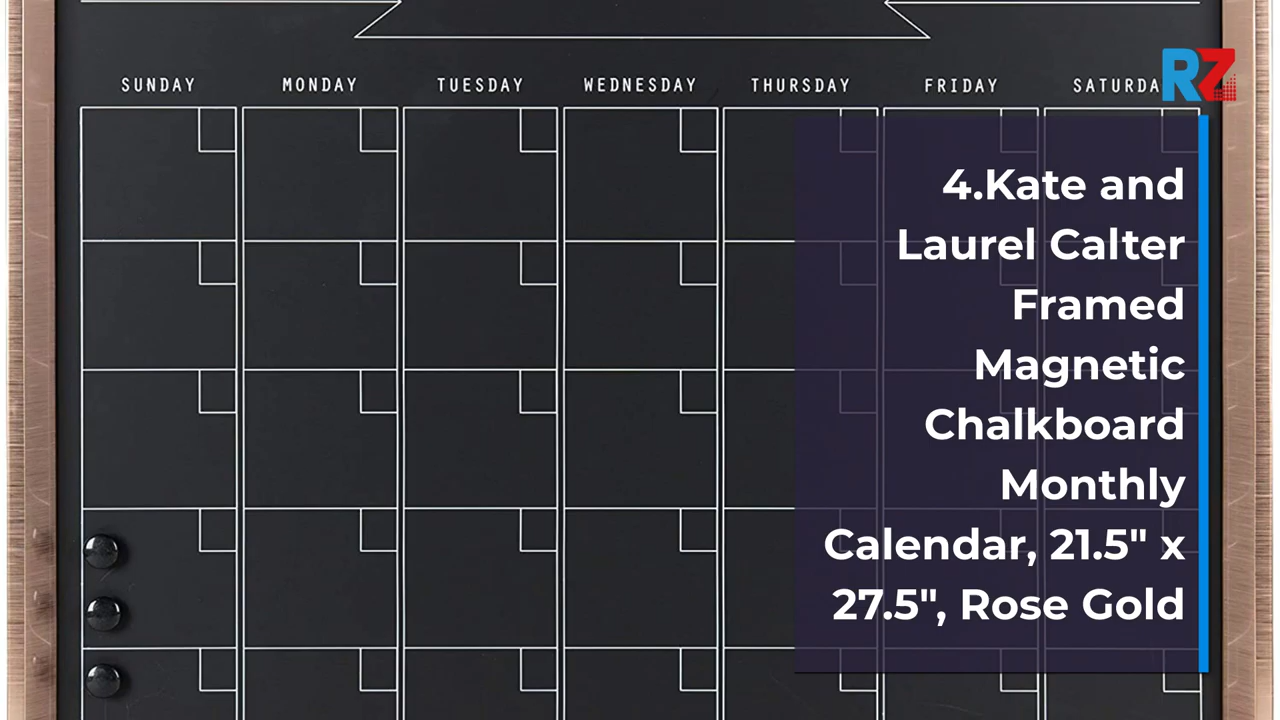 SUNDAY MONDAY TUESDAY WEDNESDAY THURSDAY FRIDAY SATURDA
RZ
4.Kate and
Laurel Calter
Framed
Magnetic
Chalkboard
Monthly
Calendar, 21.5" x
27.5", Rose Gold